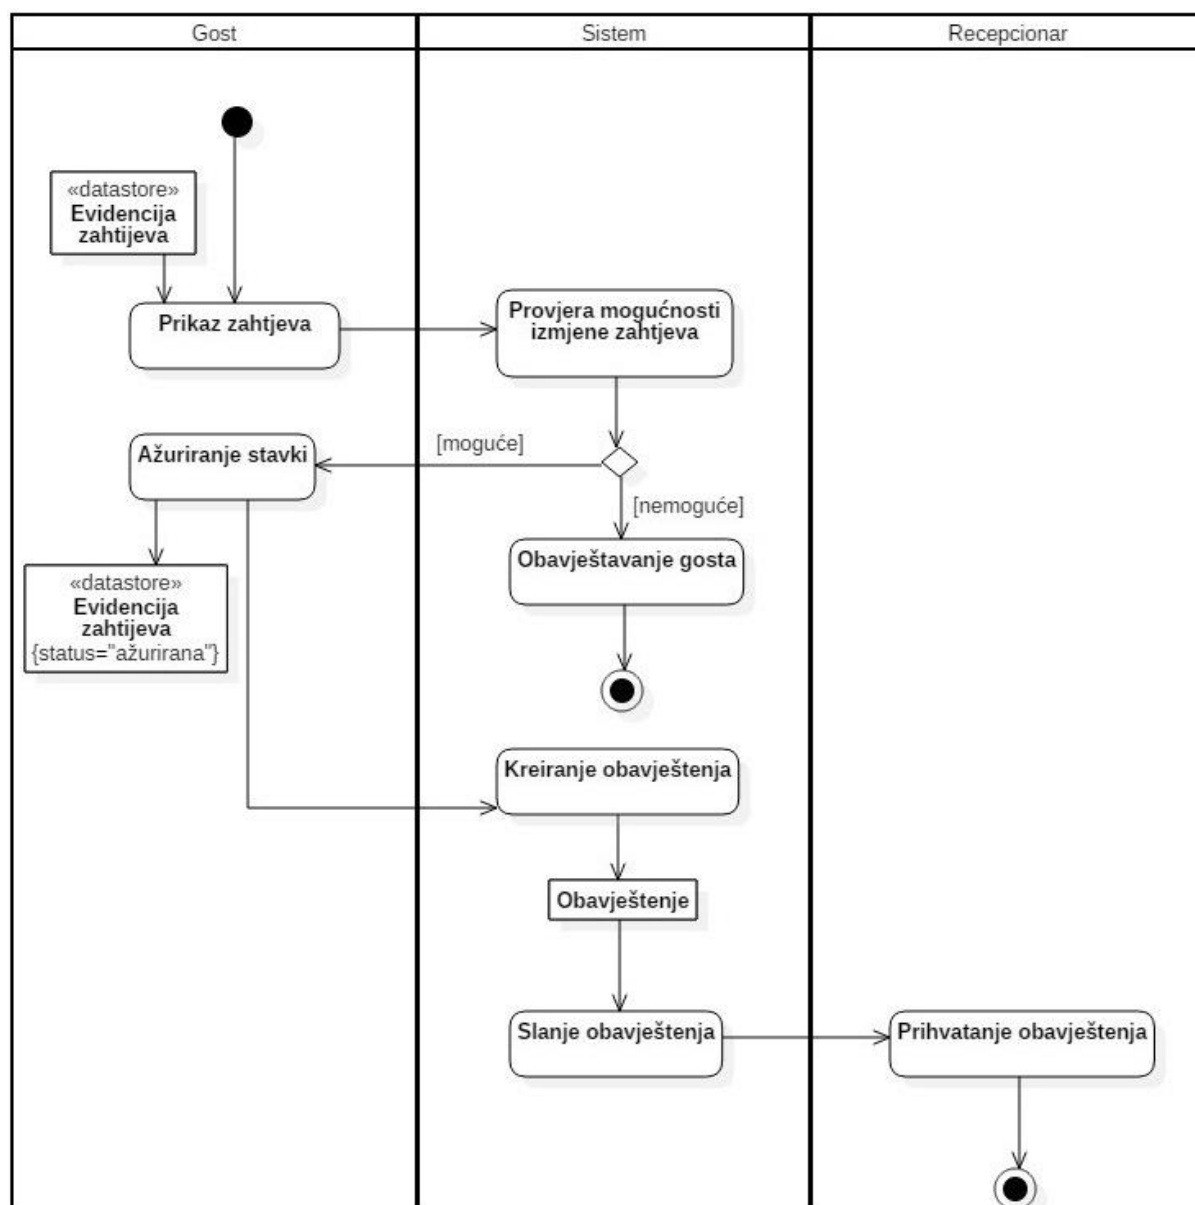 Gost
Sistem
Recepcionar
«datastore»
Evidencija
zahtijeva
Prikaz zahtjeva
Provjera mogućnosti
izmjene zahtjeva
[moguće]
Ažuriranje stavki
[nemoguće]
Obavještavanje gosta
«datastore»
Evidencija
zahtijeva
{status="ažurirana"}
Kreiranje obavještenja
Obavještenje
Slanje obavještenja
Prihvatanje obavještenja